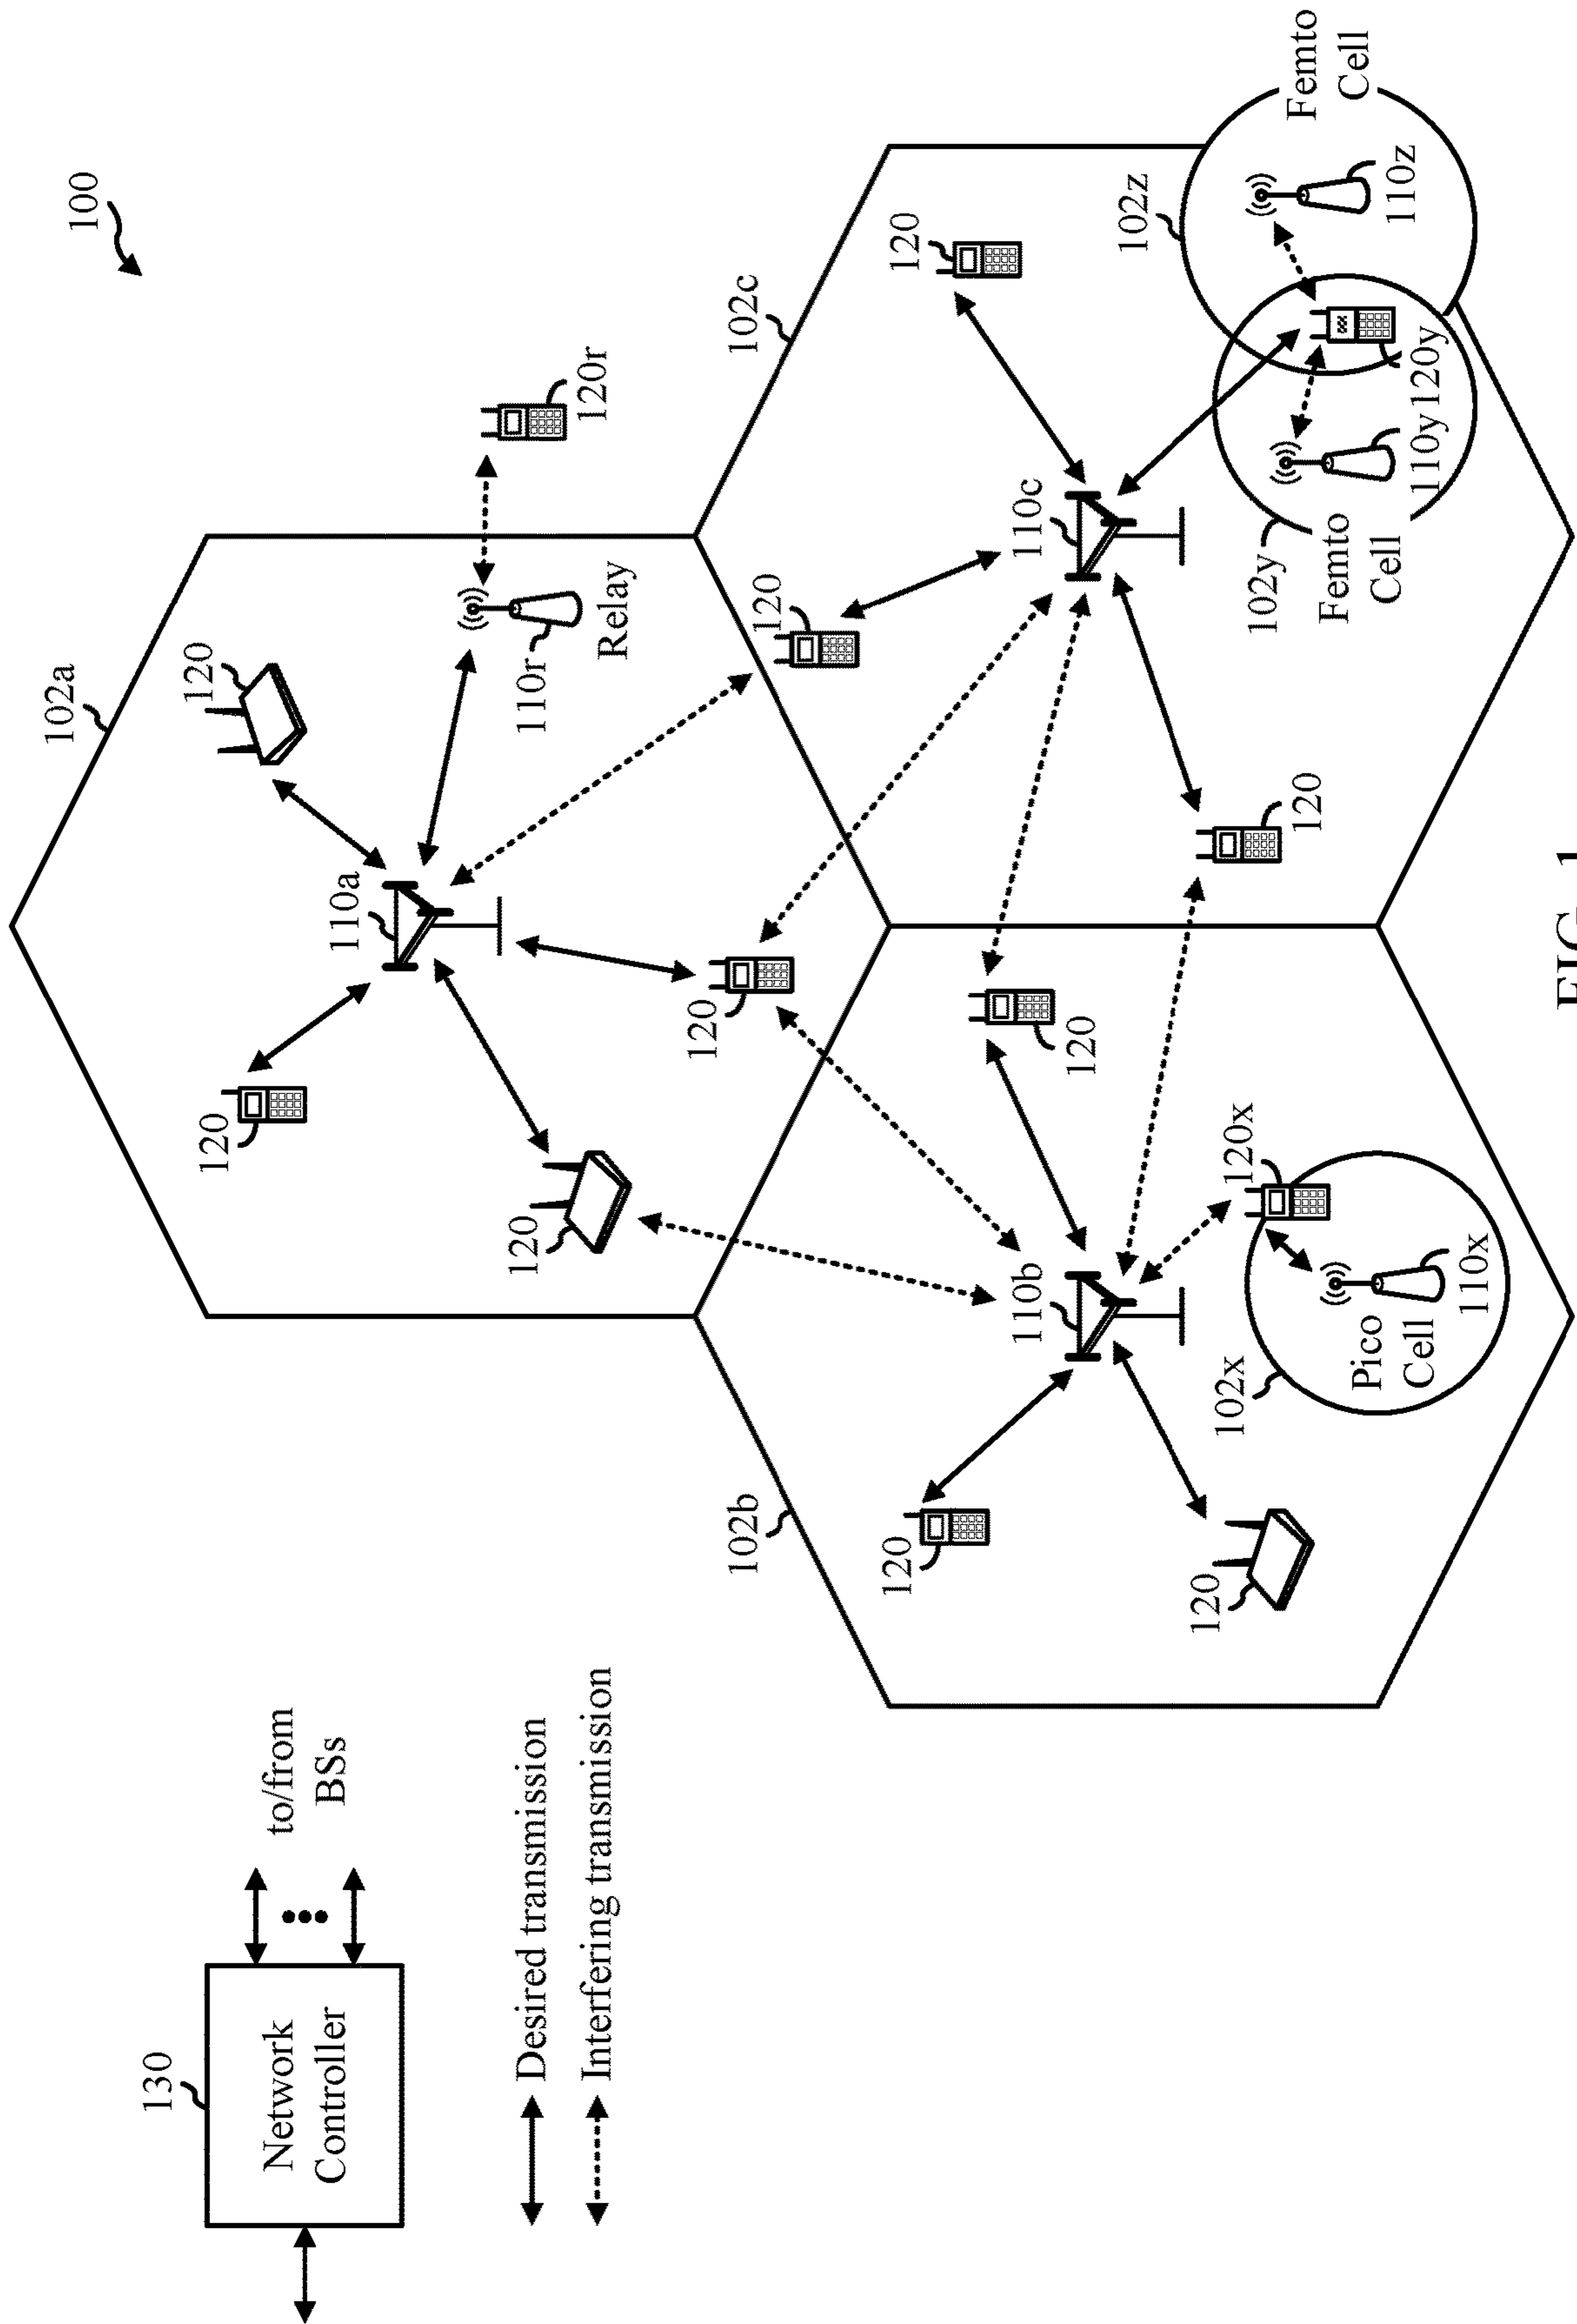 100
102a
130
120
120
Network
Controller
to/from
BSs
110a
Desired transmission
Interfering transmission
120
110r
Relay
120r
120
102b
120
102c
120
120
110b
120
110c
102z
120
102x
120x
120
102y
Pico
Cell
110x
Femto
Cell
110y
120y
Femto
Cell
110z
FIG. 1